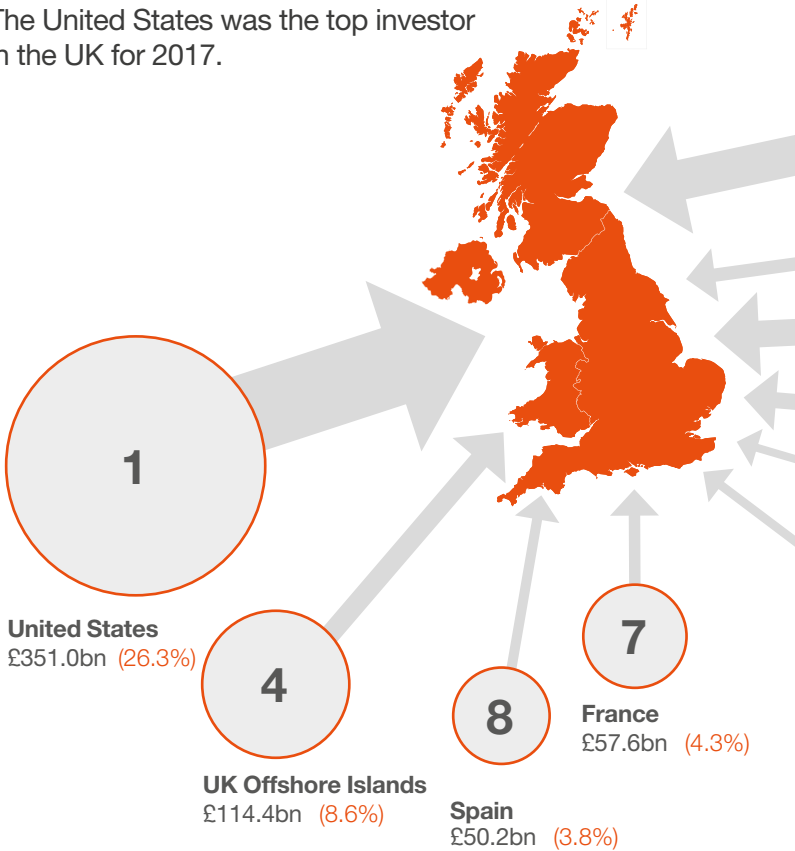 The United States was the top investor
in the UK for 2017.
1
United States
£351.0bn (26.3%)
4
UK Offshore Islands
£114.4bn (8.6%)
8
Spain
£50.2bn (3.8%)
7
France
£57.6bn (4.3%)